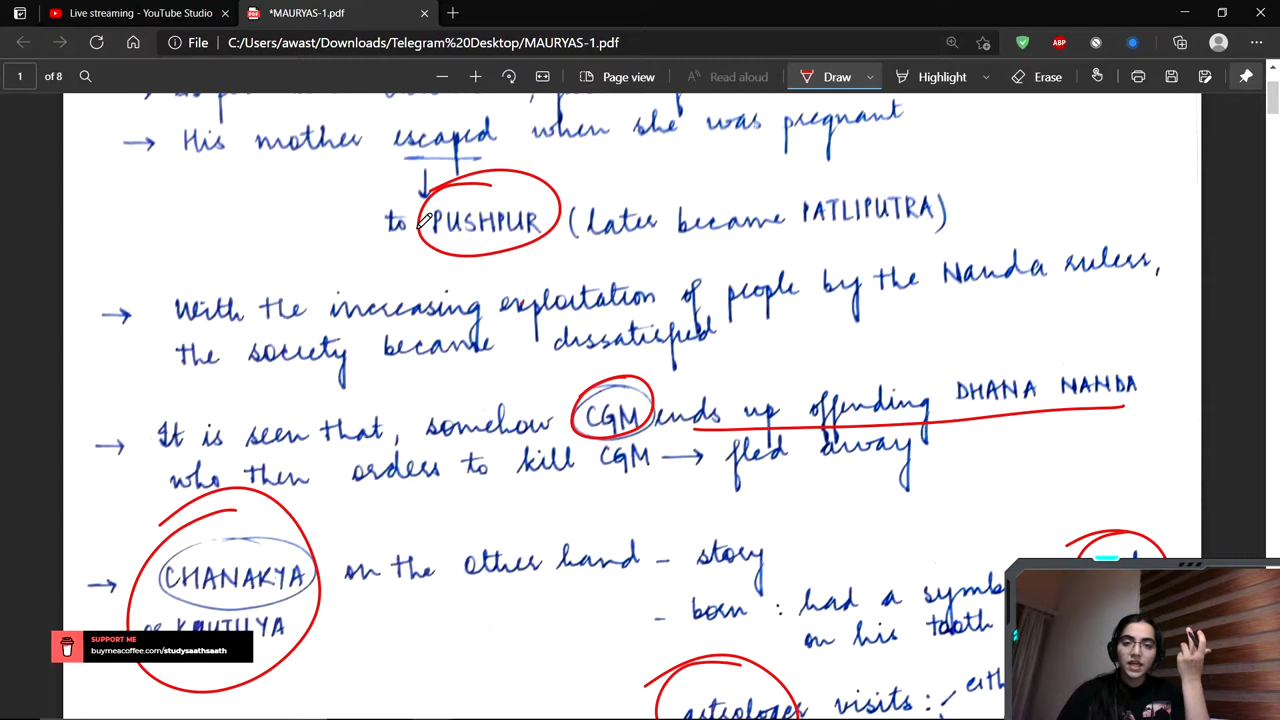 Live streaming - YouTube Studio
*MAURYAS-1.pdf
File
C:/Users/awast/Downloads/Telegram%20Desktop/MAURYAS-1.pdf
ABP
1 of 8
Page view
Read aloud
Draw
Highlight
Erase
→ His mother escaped when she was pregnant
to PUSHPUR (later became PATLIPUTRA)
→ With the increasing exploitation of people by the Nanda rulers,
the society became dissatisfied
→ It is seen that, somehow CGM ends up offending DHANA NANDA
who then orders to kill CGM → fled away
→ CHANAKYA on the other hand - story
or KAUTILYA
- born : had a symb
on his tooth
SUPPORT ME
buymeacoffee.com/studysaathsaath
astrologer visits :